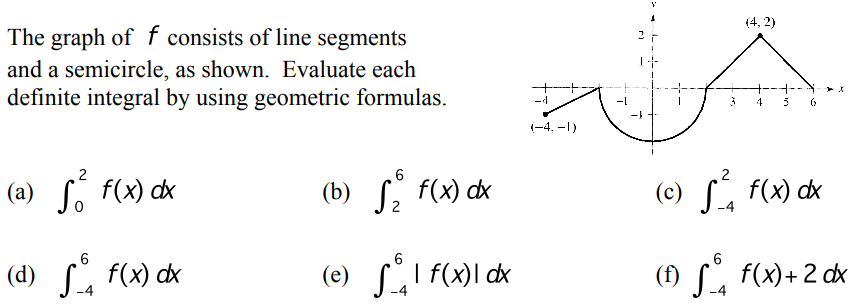 The graph of f consists of line segments
and a semicircle, as shown. Evaluate each
definite integral by using geometric formulas.
y
(4, 2)
2
1
-4 -1 1 3 4 5 6 x
-1
(-4, -1)
(a) ∫₀² f(x) dx (b) ∫₂⁶ f(x) dx (c) ∫₋₄² f(x) dx
(d) ∫₋₄⁶ f(x) dx (e) ∫₋₄⁶ | f(x)| dx (f) ∫₋₄⁶ f(x) + 2 dx